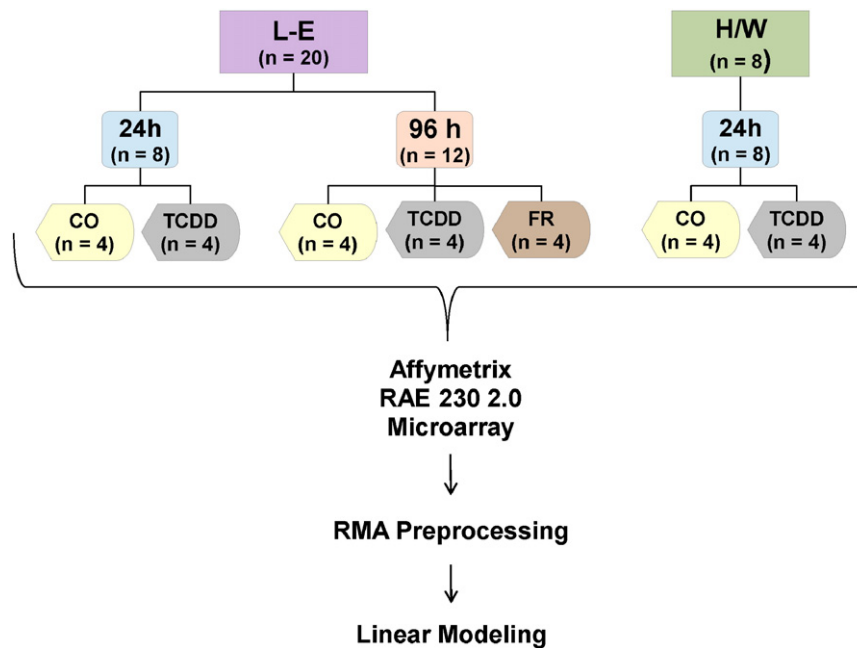 L-E
(n = 20)
H/W
(n = 8)
24h
(n = 8)
96 h
(n = 12)
24h
(n = 8)
CO
(n = 4)
TCDD
(n = 4)
CO
(n = 4)
TCDD
(n = 4)
FR
(n = 4)
CO
(n = 4)
TCDD
(n = 4)
Affymetrix
RAE 230 2.0
Microarray
RMA Preprocessing
Linear Modeling